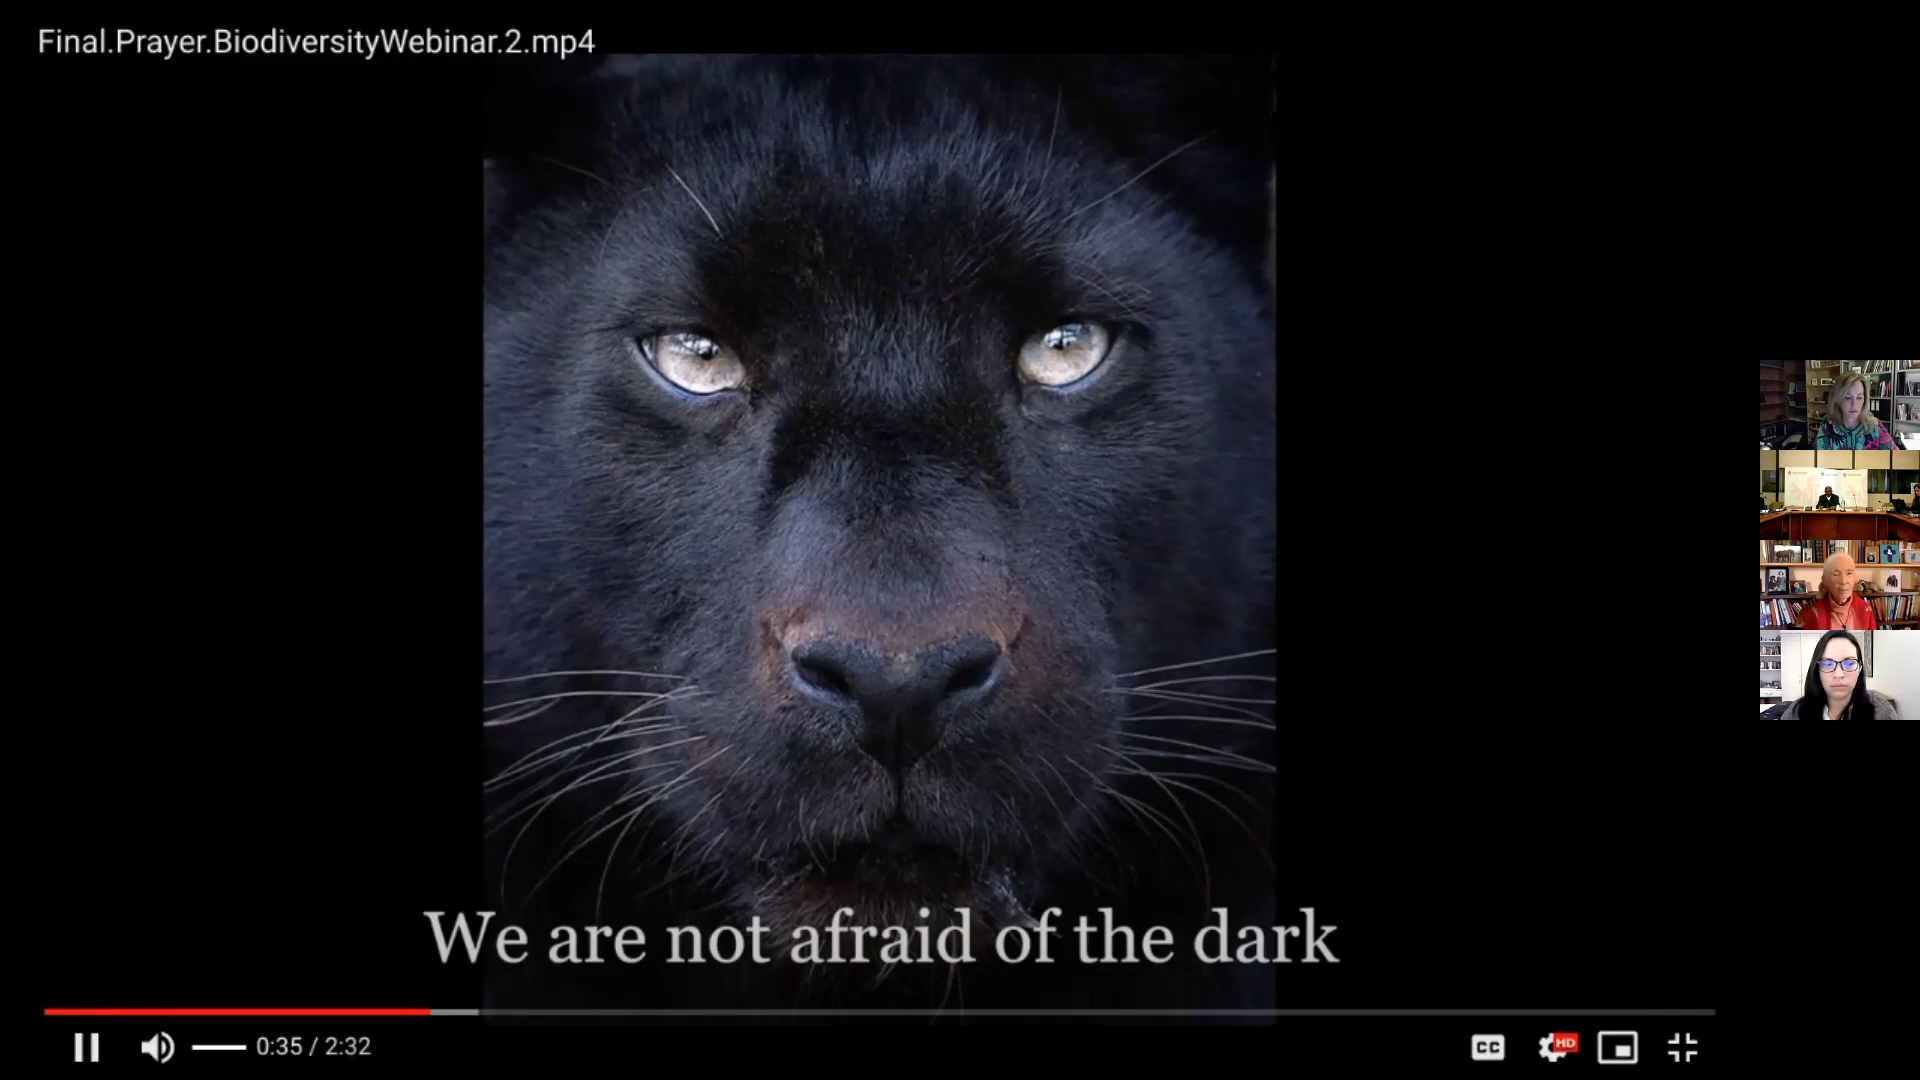 Final.Prayer.BiodiversityWebinar.2.mp4
We are not afraid of the dark
0:35 / 2:32
CC
HD